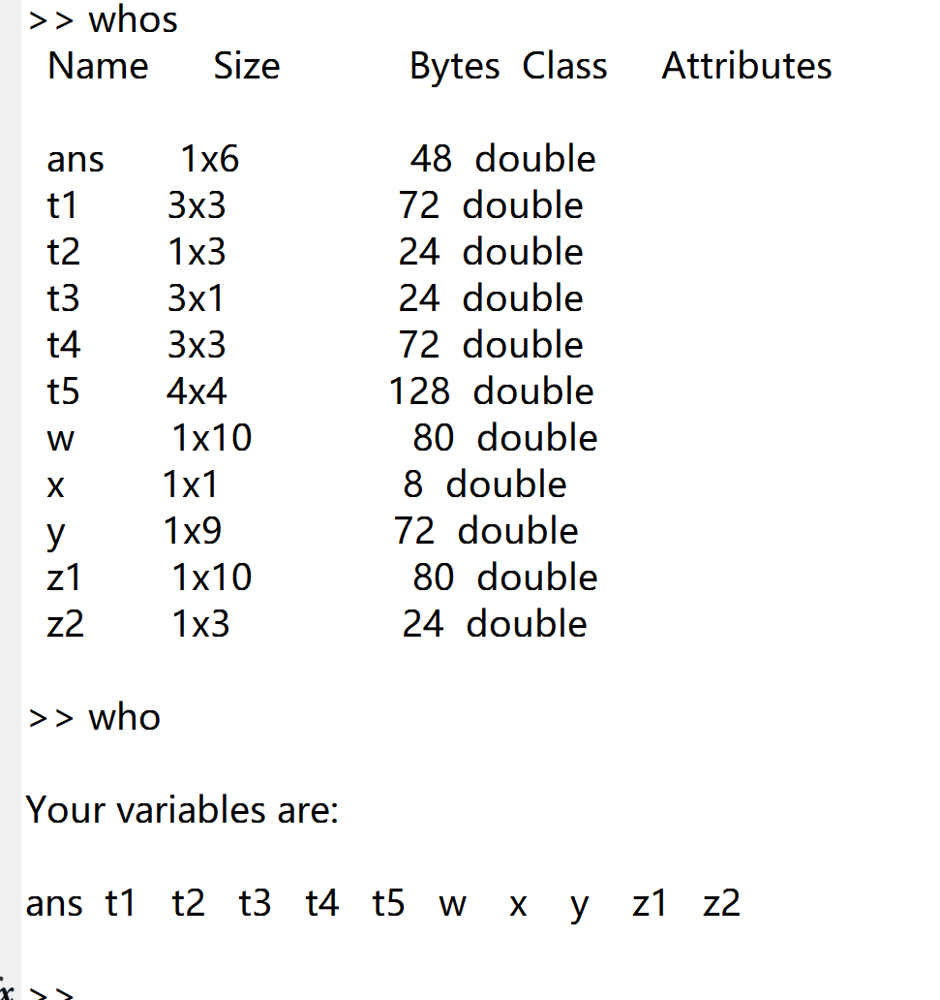 >> whos
Name Size Bytes Class Attributes
ans 1x6 48 double
t1 3x3 72 double
t2 1x3 24 double
t3 3x1 24 double
t4 3x3 72 double
t5 4x4 128 double
w 1x10 80 double
x 1x1 8 double
y 1x9 72 double
z1 1x10 80 double
z2 1x3 24 double
>> who
Your variables are:
ans t1 t2 t3 t4 t5 w x y z1 z2
fx >>